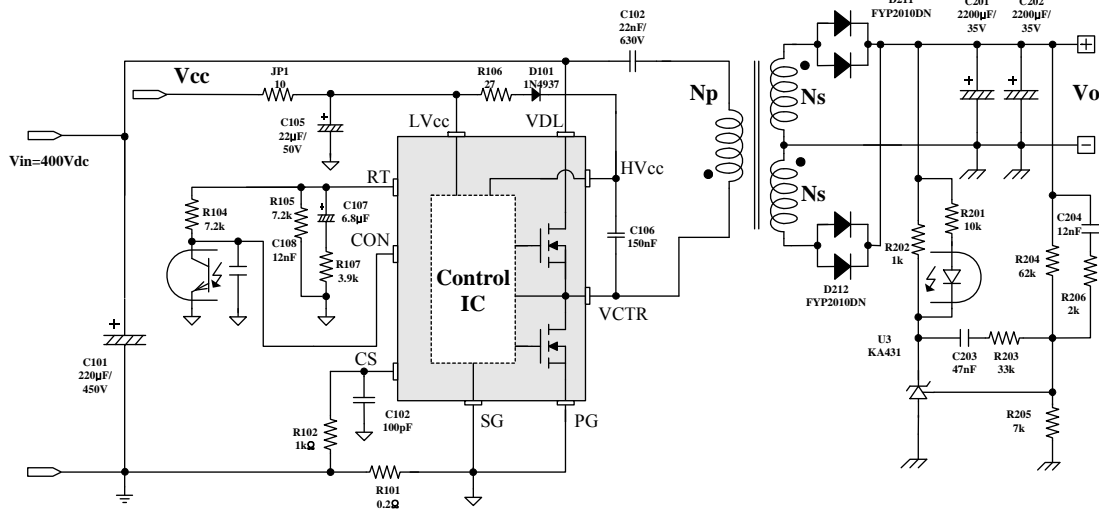 C102
22nF/
630V
FYP2010DN
2200µF/
35V
2200µF/
35V
Vcc
JP1
10
R106
27
D101
1N4937
Np
Ns
Vo
C105
22µF/
50V
LVcc
VDL
HVcc
Vin=400Vdc
RT
R104
7.2k
R105
7.2k
C107
6.8µF
CON
C108
12nF
R107
3.9k
C106
150nF
Ns
R201
10k
R202
1k
R204
62k
C204
12nF
Control
IC
VCTR
D212
FYP2010DN
R206
2k
C101
220µF/
450V
CS
C102
100pF
U3
KA431
C203
47nF
R203
33k
R102
1kΩ
SG
PG
R205
7k
R101
0.2Ω